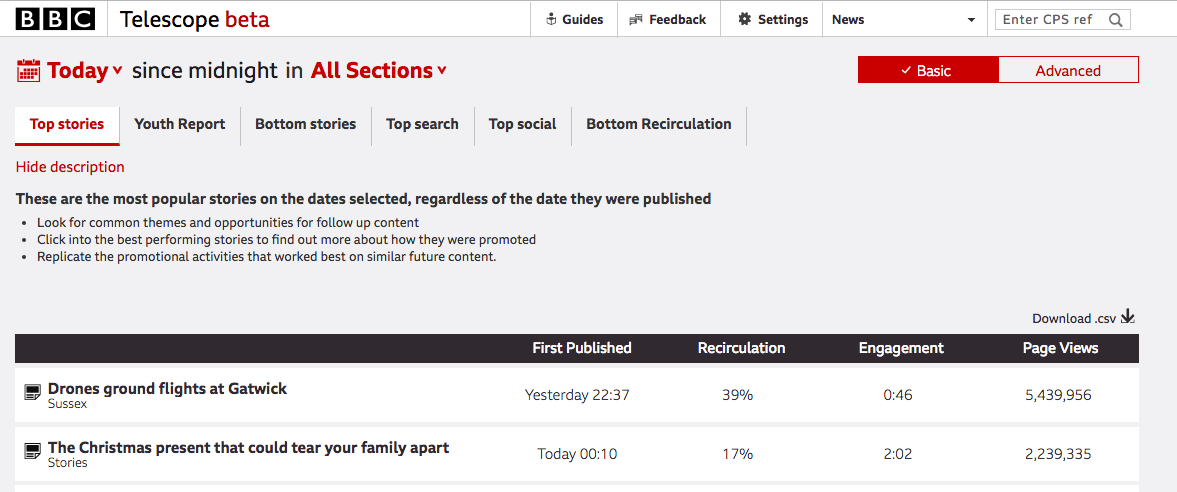 BBC Telescope beta Guides Feedback Settings News Enter CPS ref
Today since midnight in All Sections Basic Advanced
Top stories Youth Report Bottom stories Top search Top social Bottom Recirculation
Hide description
These are the most popular stories on the dates selected, regardless of the date they were published
• Look for common themes and opportunities for follow up content
• Click into the best performing stories to find out more about how they were promoted
• Replicate the promotional activities that worked best on similar future content.
Download .csv
First Published Recirculation Engagement Page Views
Drones ground flights at Gatwick
Sussex
Yesterday 22:37 39% 0:46 5,439,956
The Christmas present that could tear your family apart
Stories
Today 00:10 17% 2:02 2,239,335